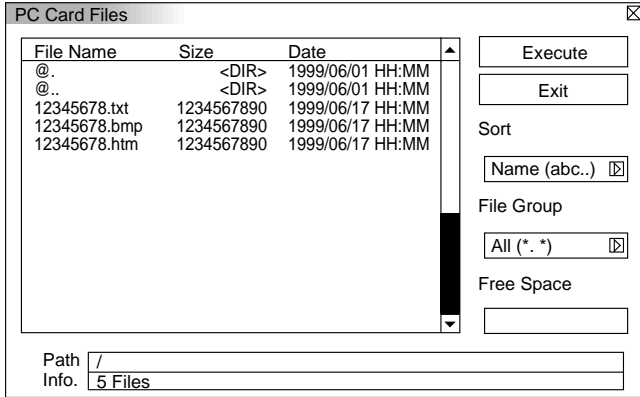 PC Card Files
File Name Size Date
@. <DIR> 1999/06/01 HH:MM
@.. <DIR> 1999/06/01 HH:MM
12345678.txt 1234567890 1999/06/17 HH:MM
12345678.bmp 1234567890 1999/06/17 HH:MM
12345678.htm 1234567890 1999/06/17 HH:MM
Execute
Exit
Sort
Name (abc..)
File Group
All (*. *)
Free Space
Path /
Info. 5 Files